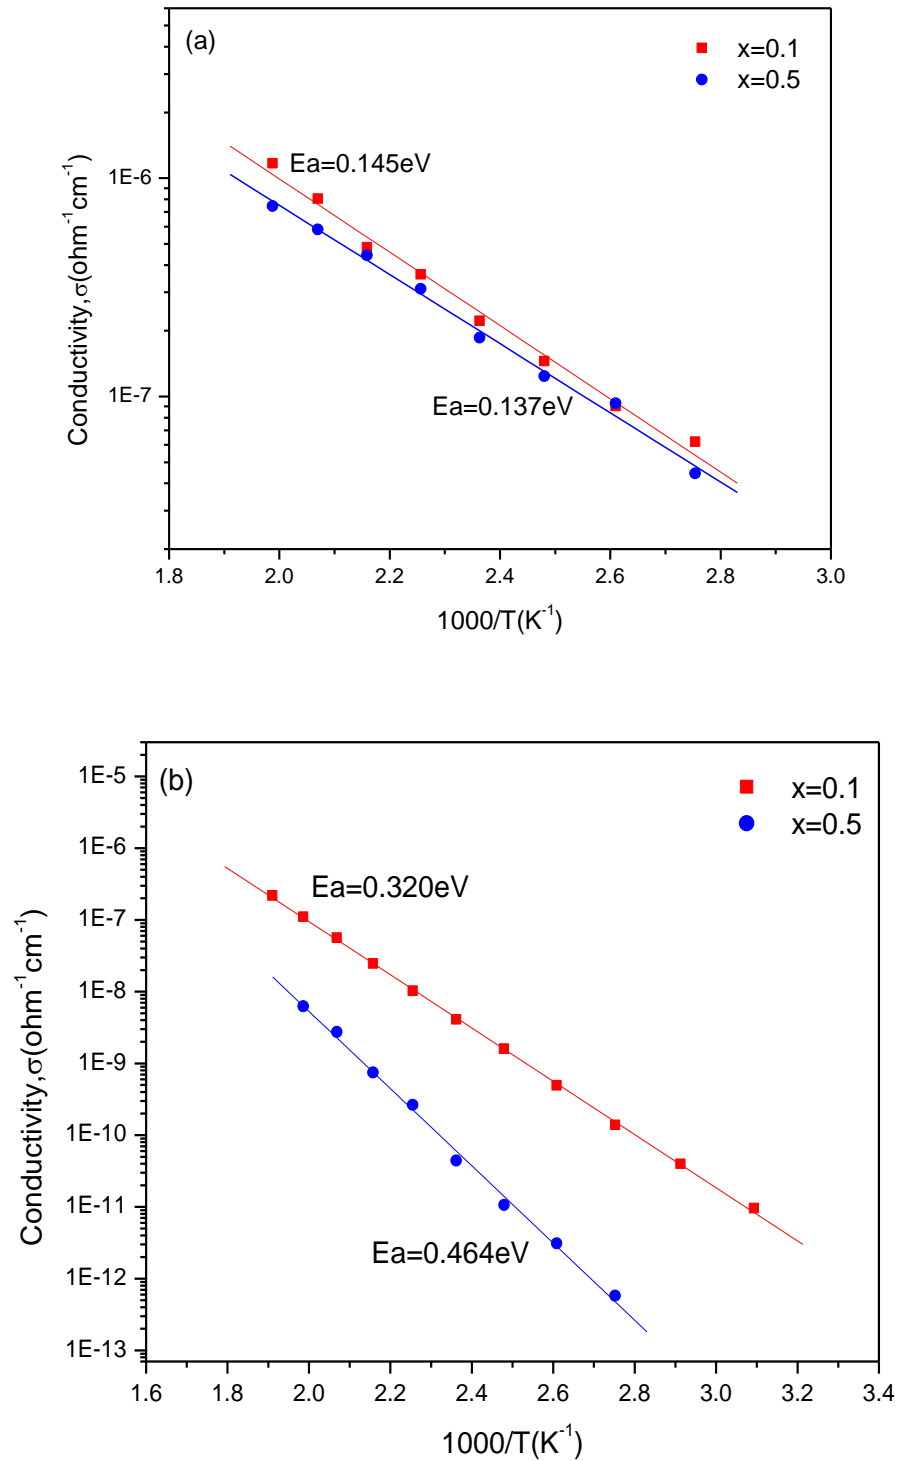 (a)
x=0.1
x=0.5
Ea=0.145eV
1E-6
Ea=0.137eV
1E-7
Conductivity,σ(ohm⁻¹cm⁻¹)
1.8 2.0 2.2 2.4 2.6 2.8 3.0
1000/T(K⁻¹)
(b)
x=0.1
x=0.5
1E-5
1E-6
Ea=0.320eV
1E-7
1E-8
1E-9
1E-10
1E-11
Ea=0.464eV
1E-12
1E-13
Conductivity,σ(ohm⁻¹cm⁻¹)
1.6 1.8 2.0 2.2 2.4 2.6 2.8 3.0 3.2 3.4
1000/T(K⁻¹)